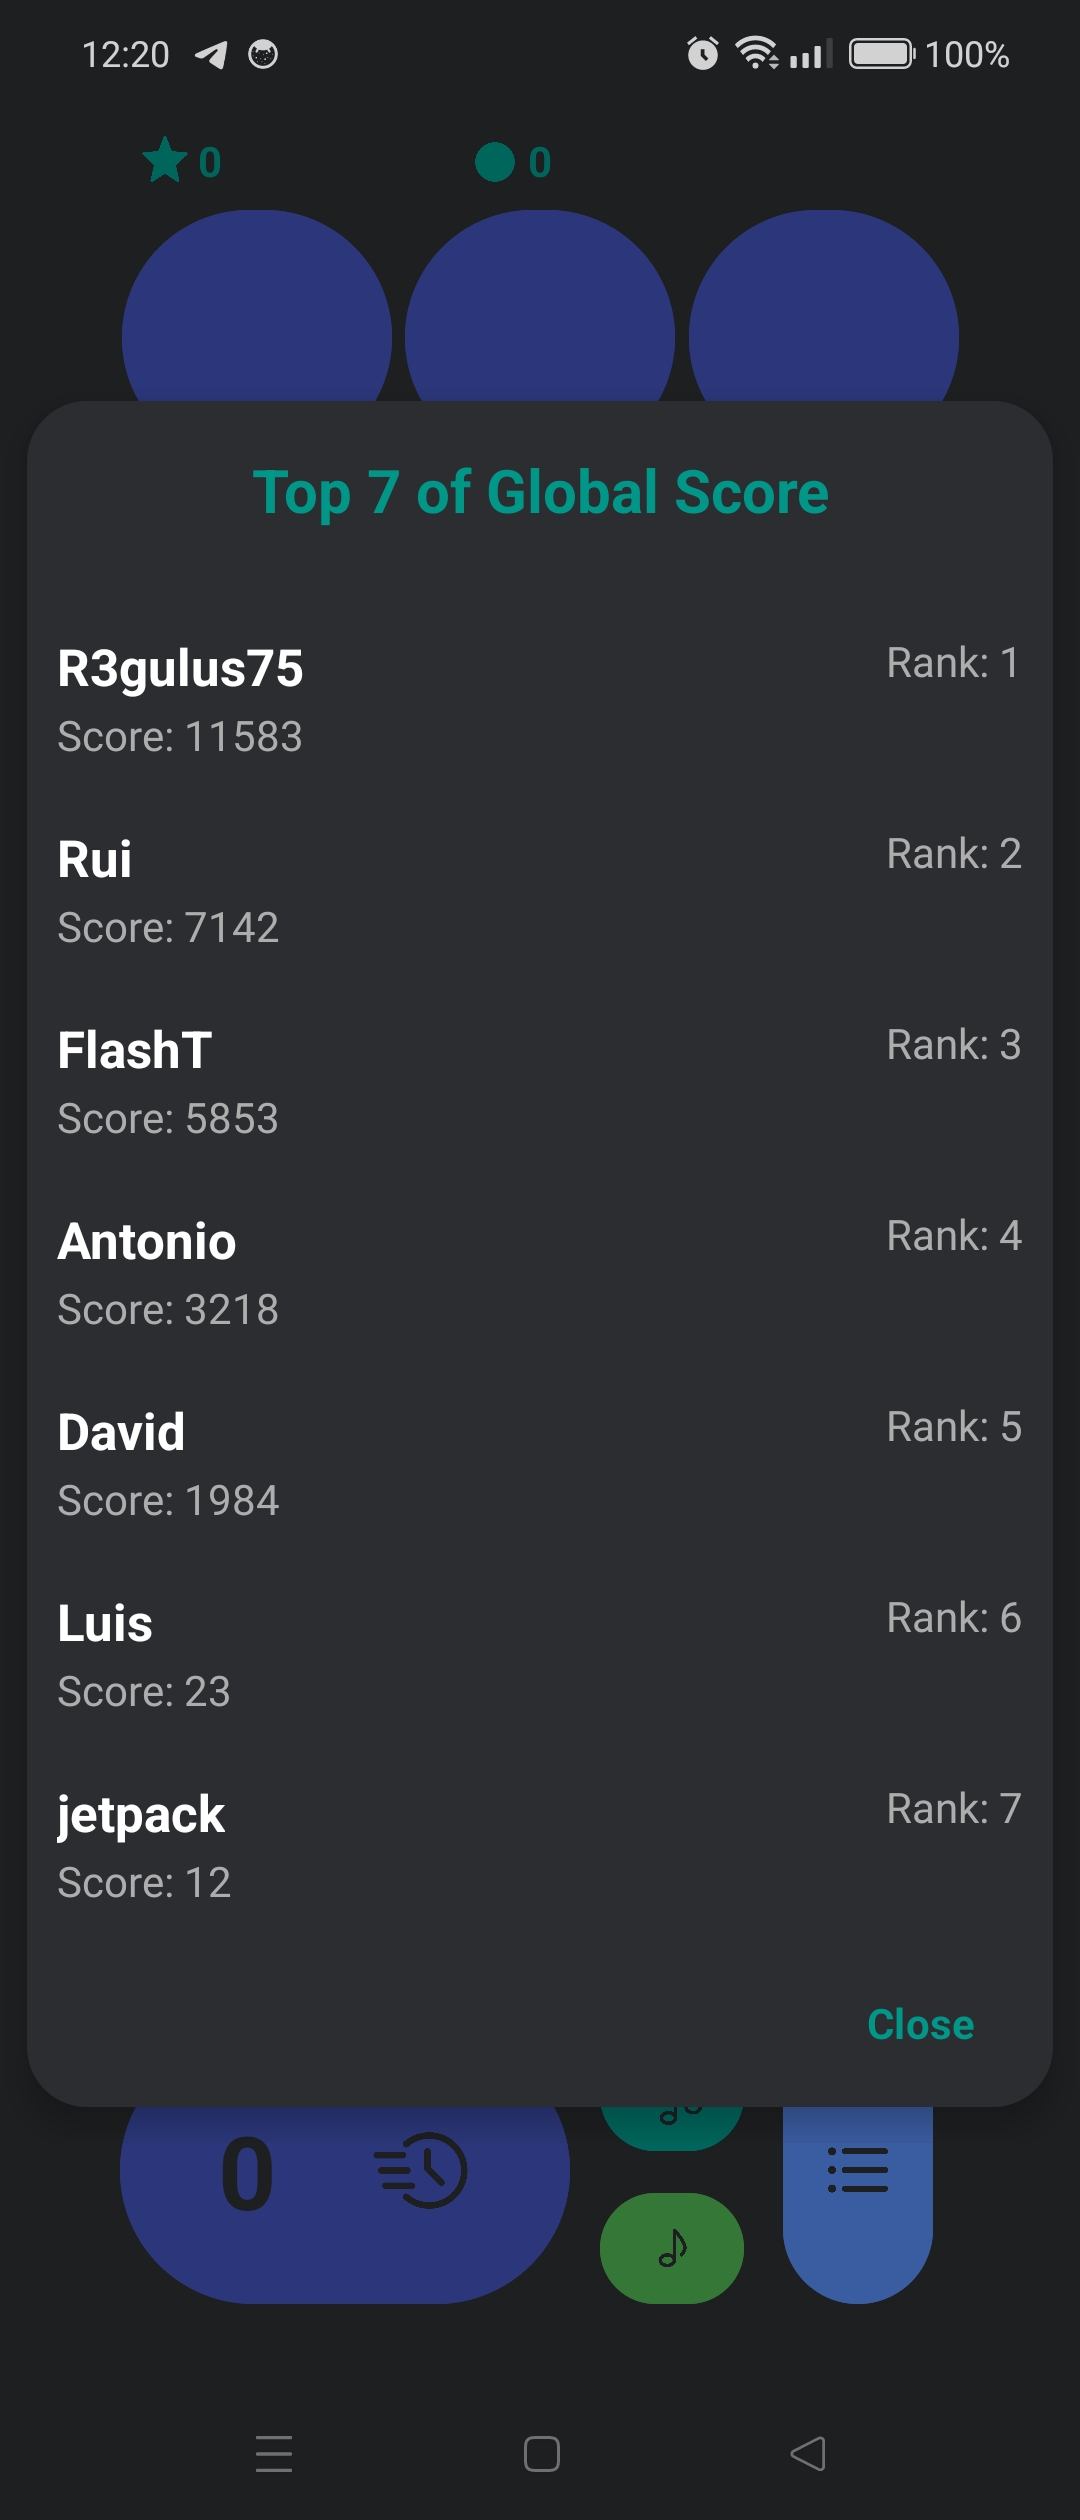 12:20 100%
0 0
Top 7 of Global Score
R3gulus75 Rank: 1
Score: 11583
Rui Rank: 2
Score: 7142
FlashT Rank: 3
Score: 5853
Antonio Rank: 4
Score: 3218
David Rank: 5
Score: 1984
Luis Rank: 6
Score: 23
jetpack Rank: 7
Score: 12
Close
0